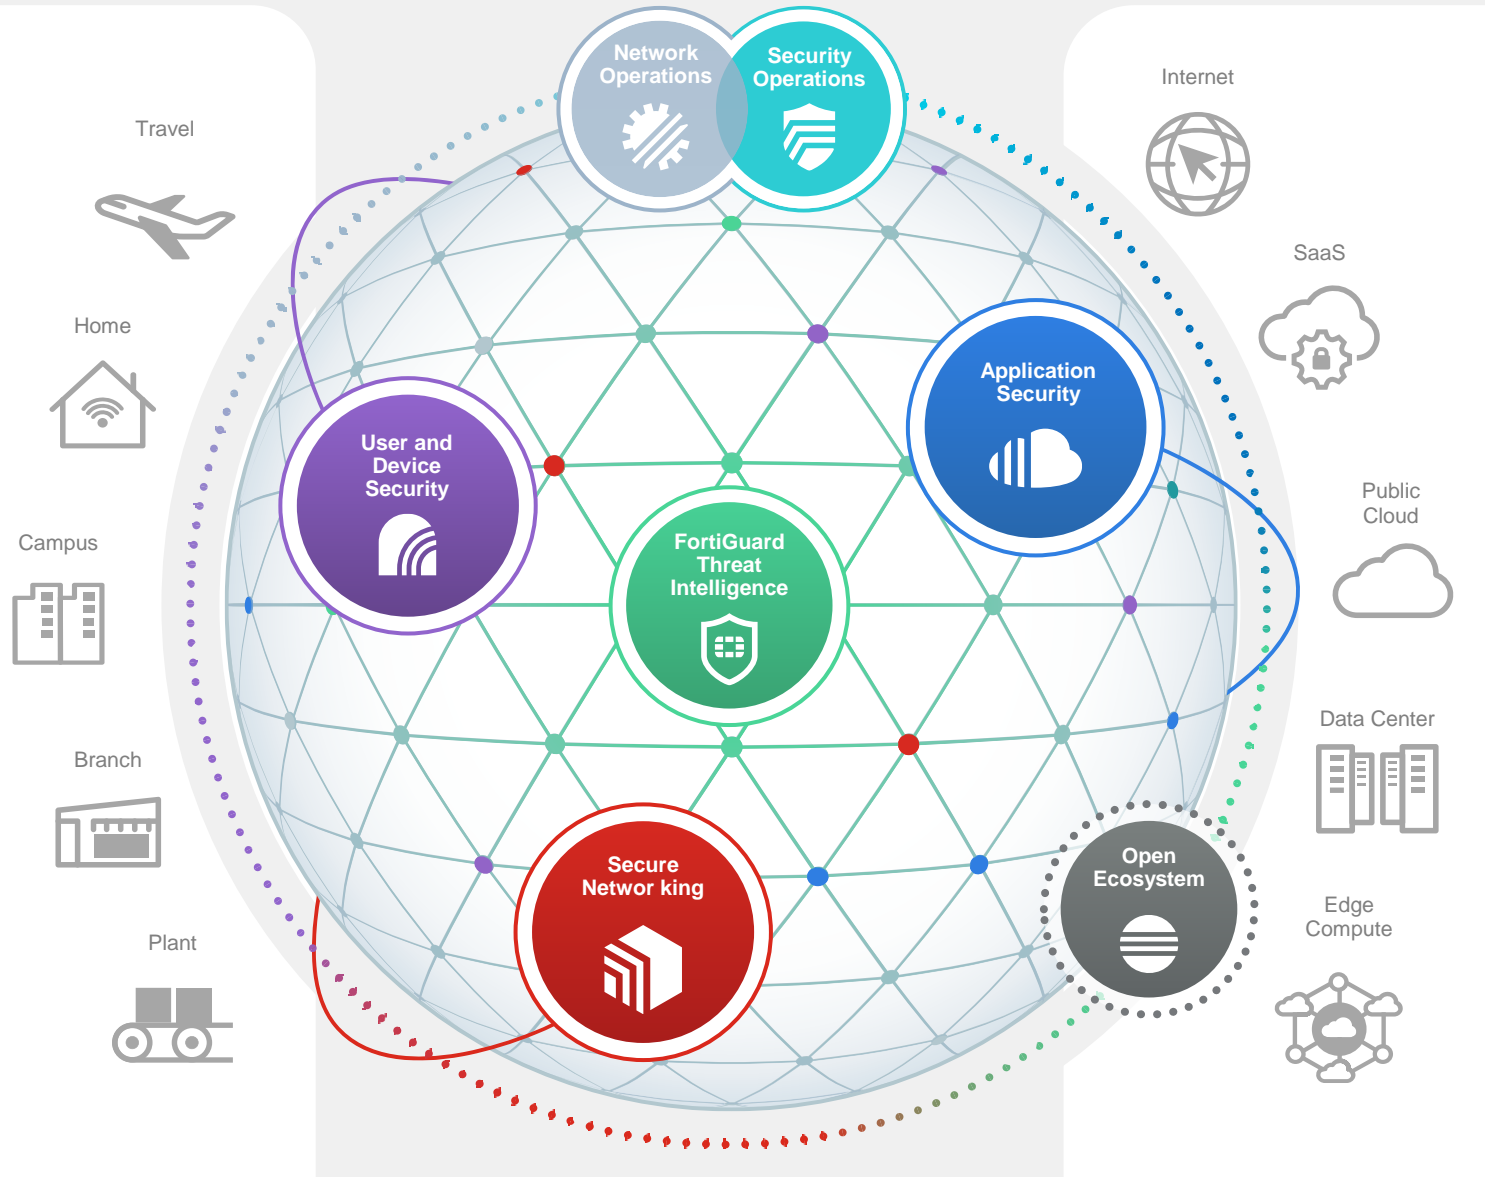 Network
Operations
Security
Operations
Internet
Travel
SaaS
Home
Application
Security
User and
Device
Security
Public
Cloud
Campus
FortiGuard
Threat
Intelligence
Data Center
Branch
Secure
Networ king
Open
Ecosystem
Edge
Compute
Plant